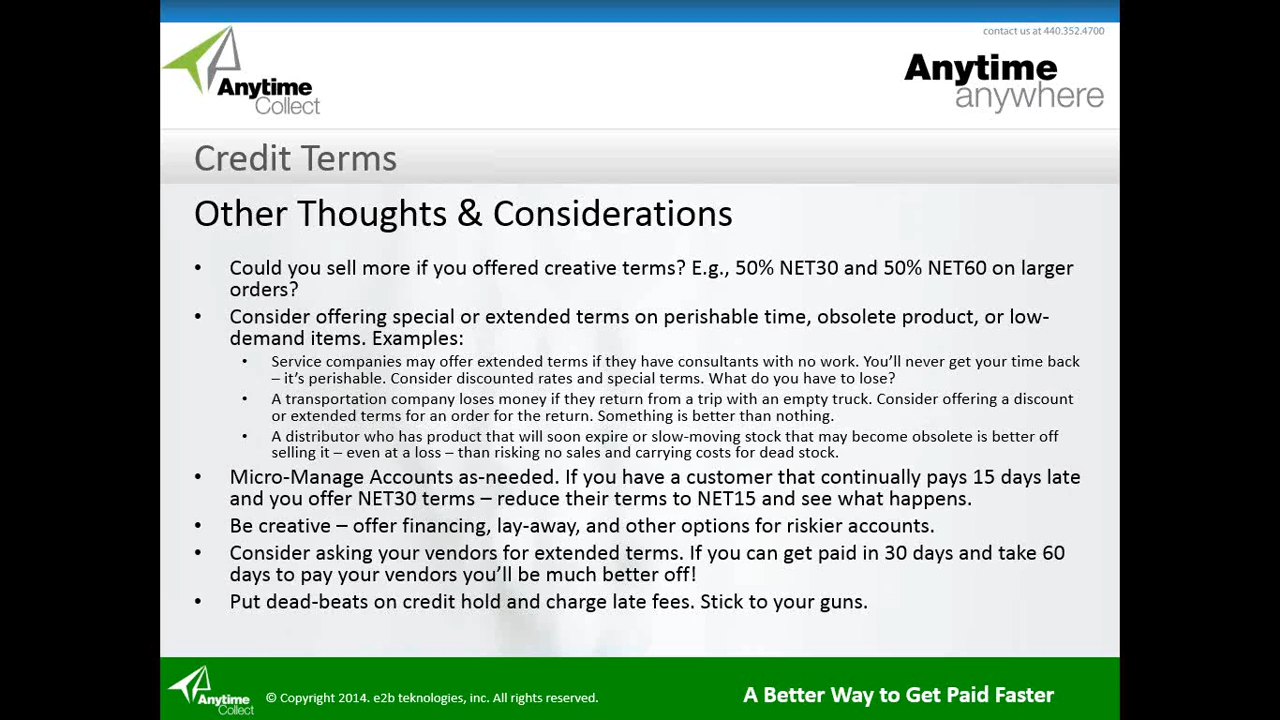 contact us at 440.352.4700
Anytime
Collect
Anytime
anywhere
Credit Terms
Other Thoughts & Considerations
• Could you sell more if you offered creative terms? E.g., 50% NET30 and 50% NET60 on larger
orders?
• Consider offering special or extended terms on perishable time, obsolete product, or low-
demand items. Examples:
• Service companies may offer extended terms if they have consultants with no work. You’ll never get your time back
– it’s perishable. Consider discounted rates and special terms. What do you have to lose?
• A transportation company loses money if they return from a trip with an empty truck. Consider offering a discount
or extended terms for an order for the return. Something is better than nothing.
• A distributor who has product that will soon expire or slow-moving stock that may become obsolete is better off
selling it – even at a loss – than risking no sales and carrying costs for dead stock.
• Micro-Manage Accounts as-needed. If you have a customer that continually pays 15 days late
and you offer NET30 terms – reduce their terms to NET15 and see what happens.
• Be creative – offer financing, lay-away, and other options for riskier accounts.
• Consider asking your vendors for extended terms. If you can get paid in 30 days and take 60
days to pay your vendors you’ll be much better off!
• Put dead-beats on credit hold and charge late fees. Stick to your guns.
Anytime
Collect
© Copyright 2014. e2b teknologies, inc. All rights reserved.
A Better Way to Get Paid Faster